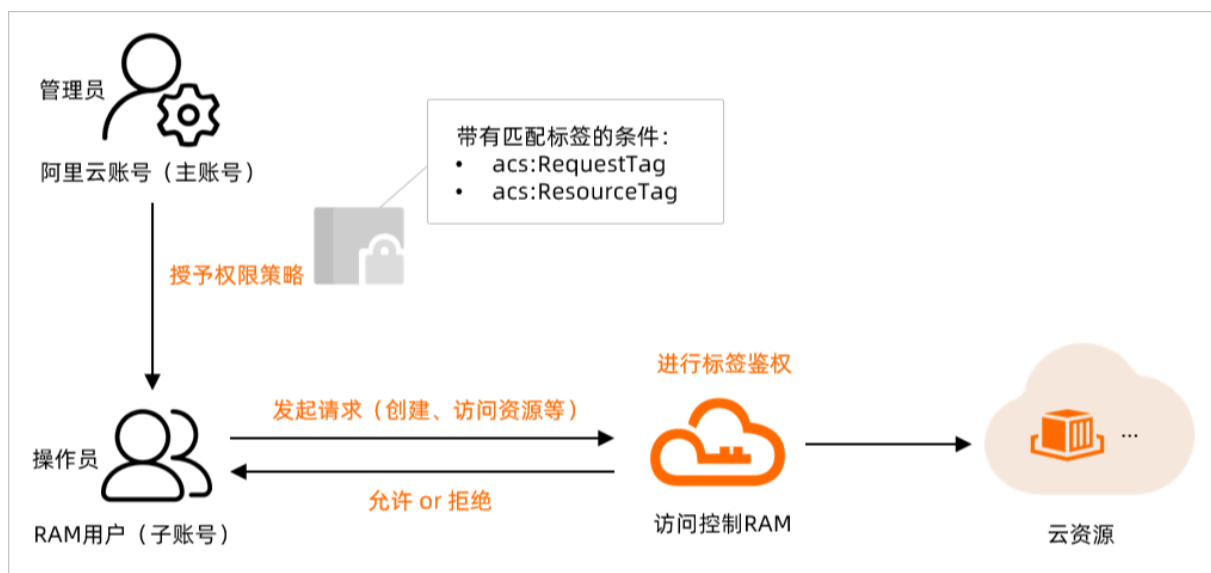 管理员
阿里云账号（主账号）
带有匹配标签的条件：
• acs:RequestTag
• acs:ResourceTag
授予权限策略
进行标签鉴权
发起请求（创建、访问资源等）
操作员
...
允许 or 拒绝
RAM用户（子账号）
访问控制RAM
云资源